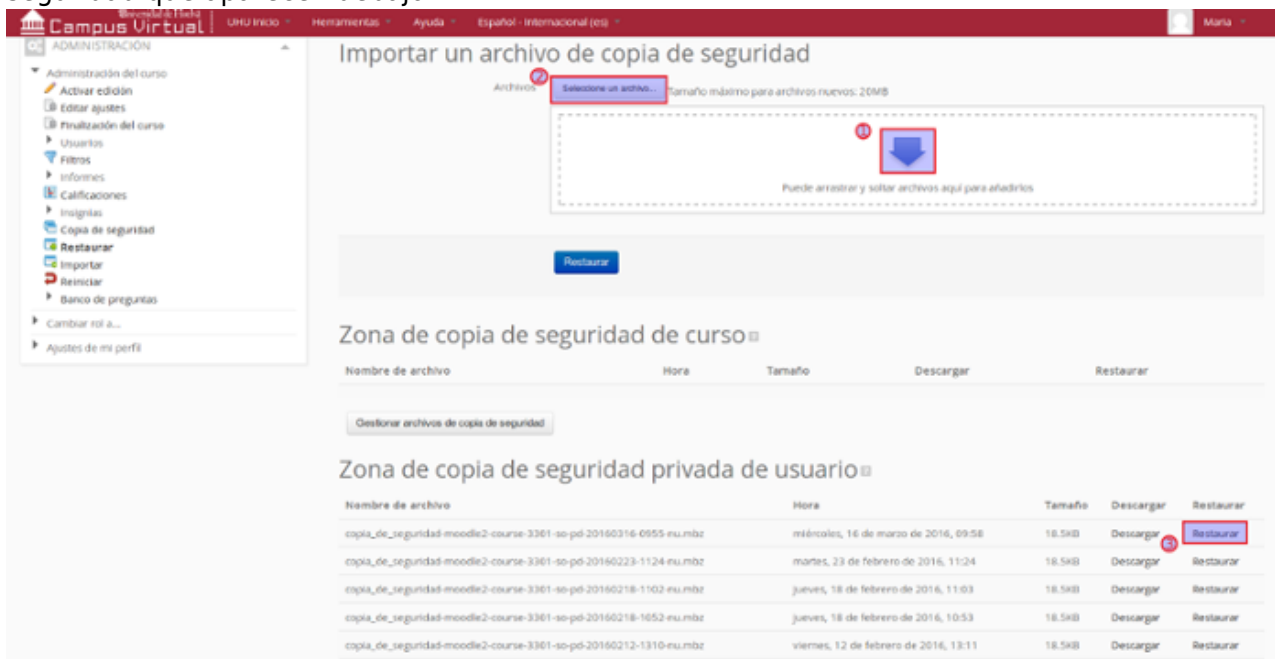 Universidad de Huelva
Campus Virtual UHU Inicio Herramientas Ayuda Español - Internacional (es) Maria
ADMINISTRACIÓN
Administración del curso
Activar edición
Editar ajustes
Finalización del curso
Usuarios
Filtros
Informes
Calificaciones
Insignias
Copia de seguridad
Restaurar
Importar
Reiniciar
Banco de preguntas
Cambiar rol a...
Ajustes de mi perfil
Importar un archivo de copia de seguridad
Archivos 2 Seleccione un archivo... Tamaño máximo para archivos nuevos: 20MB
1
Puede arrastrar y soltar archivos aquí para añadirlos
Restaurar
Zona de copia de seguridad de curso
Nombre de archivo Hora Tamaño Descargar Restaurar
Gestionar archivos de copia de seguridad
Zona de copia de seguridad privada de usuario
Nombre de archivo Hora Tamaño Descargar Restaurar
copia_de_seguridad-moodle2-course-3301-so-pd-20160316-0955-nu.mbz miércoles, 16 de marzo de 2016, 09:58 18.5KB Descargar 3 Restaurar
copia_de_seguridad-moodle2-course-3301-so-pd-20160223-1124-nu.mbz martes, 23 de febrero de 2016, 11:24 18.5KB Descargar Restaurar
copia_de_seguridad-moodle2-course-3301-so-pd-20160218-1102-nu.mbz jueves, 18 de febrero de 2016, 11:03 18.5KB Descargar Restaurar
copia_de_seguridad-moodle2-course-3301-so-pd-20160218-1052-nu.mbz jueves, 18 de febrero de 2016, 10:53 18.5KB Descargar Restaurar
copia_de_seguridad-moodle2-course-3301-so-pd-20160212-1310-nu.mbz viernes, 12 de febrero de 2016, 13:11 18.5KB Descargar Restaurar